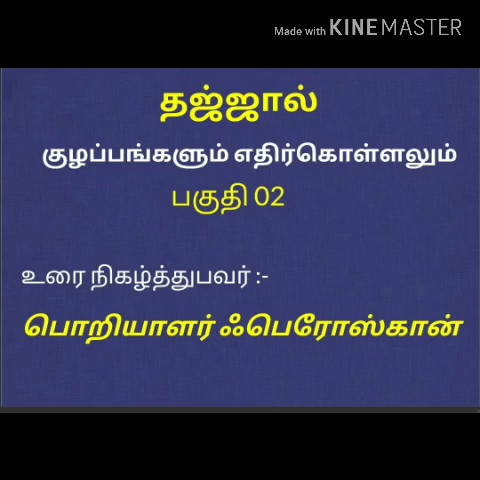 Made with KINEMASTER
தஜ்ஜால்
குழப்பங்களும் எதிர்கொள்ளலும்
பகுதி 02
உரை நிகழ்த்துபவர் :-
பொறியாளர் ஃபெரோஸ்கான்